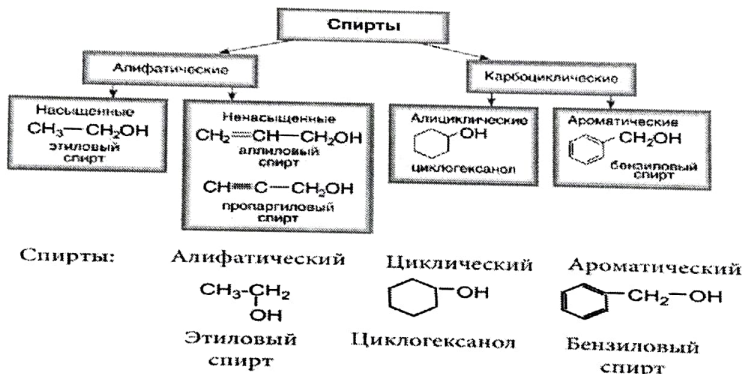 Спирты
Алифатические
Карбоциклические
Насыщенные
CH₃—CH₂OH
этиловый
спирт
Ненасыщенные
CH₂=CH—CH₂OH
аллиловый
спирт
CH≡C—CH₂OH
пропаргиловый
спирт
Алициклические
OH
циклогексанол
Ароматические
CH₂OH
бензиловый
спирт
Спирты: Алифатический Циклический Ароматический
CH₃-CH₂
OH
Этиловый
спирт
OH
Циклогексанол
CH₂—OH
Бензиловый
спирт